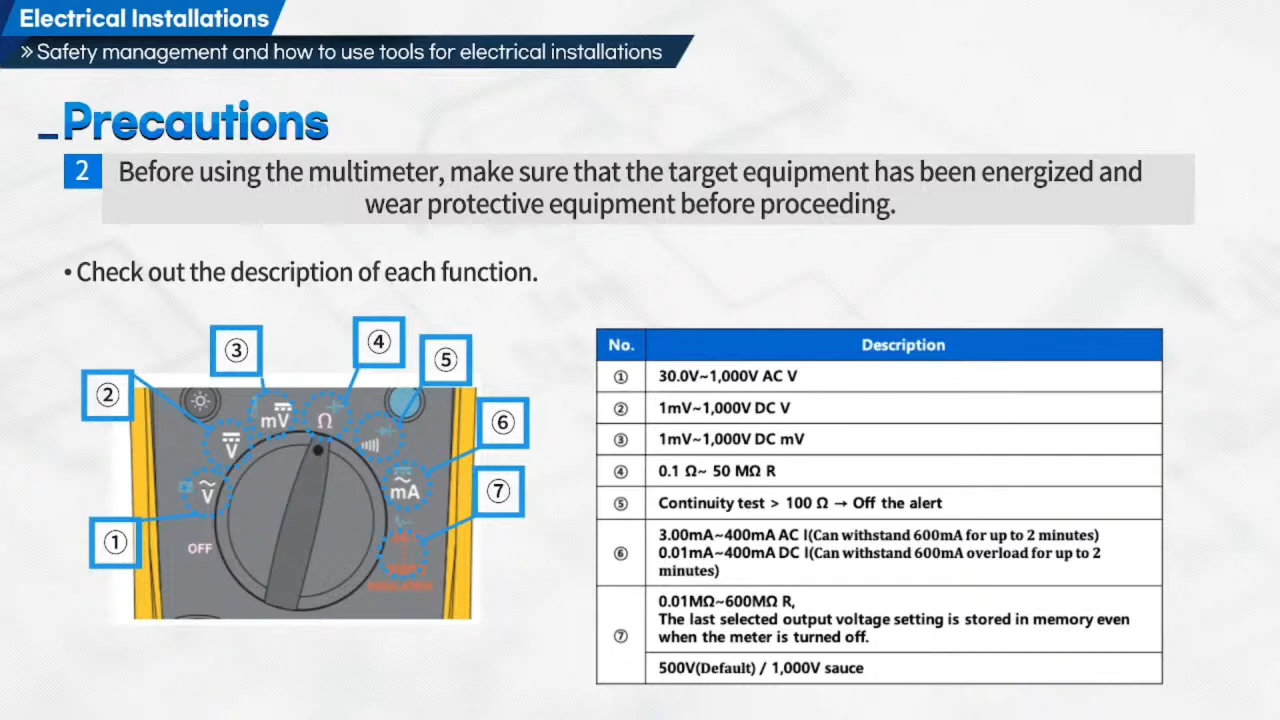 Electrical Installations
» Safety management and how to use tools for electrical installations
Precautions
2 Before using the multimeter, make sure that the target equipment has been energized and
wear protective equipment before proceeding.
• Check out the description of each function.
③
④
⑤
②
⑥
⑦
①
mV
Ω
V
V
mA
OFF
No. Description
① 30.0V~1,000V AC V
② 1mV~1,000V DC V
③ 1mV~1,000V DC mV
④ 0.1 Ω~ 50 MΩ R
⑤ Continuity test > 100 Ω → Off the alert
⑥ 3.00mA~400mA AC I(Can withstand 600mA for up to 2 minutes)
0.01mA~400mA DC I(Can withstand 600mA overload for up to 2
minutes)
⑦ 0.01MΩ~600MΩ R,
The last selected output voltage setting is stored in memory even
when the meter is turned off.
500V(Default) / 1,000V sauce